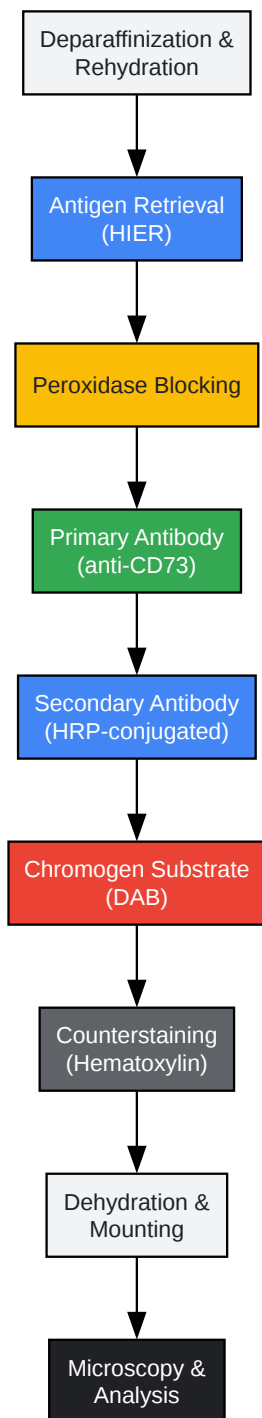 Deparaffinization &
Rehydration
Antigen Retrieval
(HIER)
Peroxidase Blocking
Primary Antibody
(anti-CD73)
Secondary Antibody
(HRP-conjugated)
Chromogen Substrate
(DAB)
Counterstaining
(Hematoxylin)
Dehydration &
Mounting
Microscopy &
Analysis